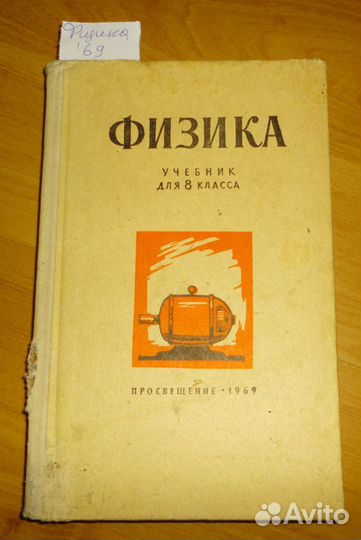 Физика
'69
ФИЗИКА
УЧЕБНИК
ДЛЯ 8 КЛАССА
ПРОСВЕЩЕНИЕ • 1969
Avito